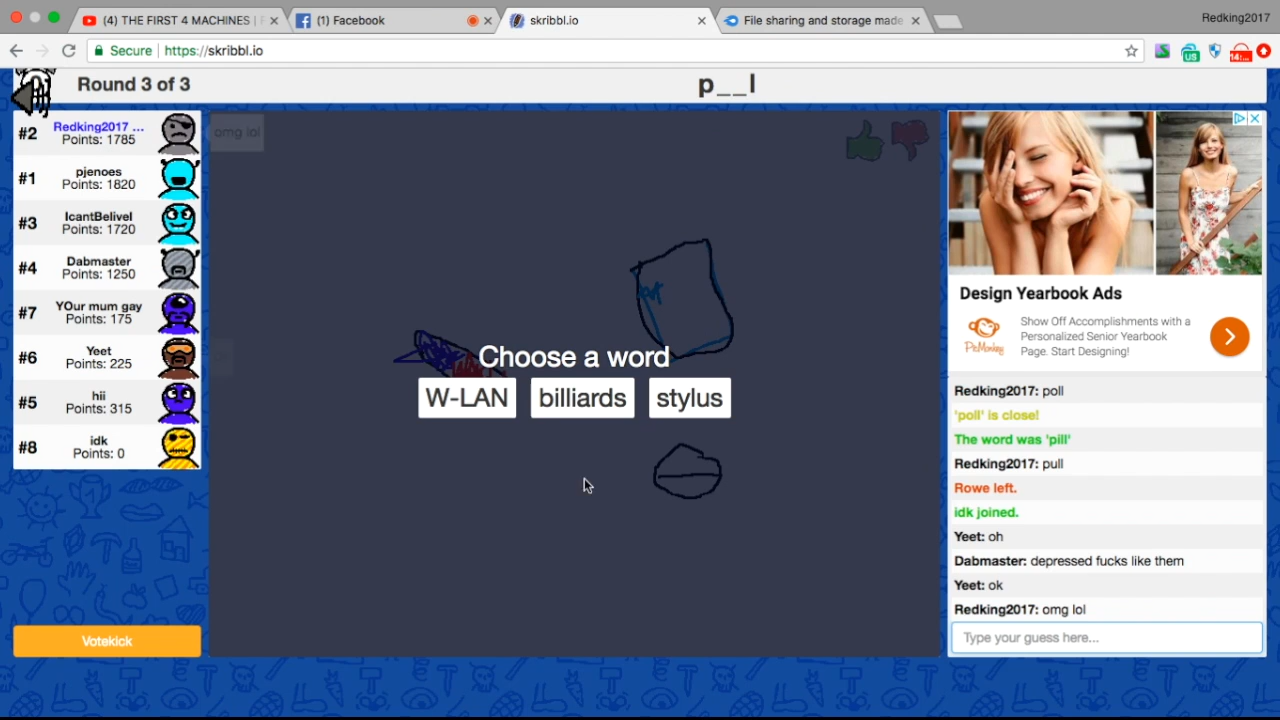 (4) THE FIRST 4 MACHINES | F
(1) Facebook
skribbl.io
File sharing and storage made
Redking2017
Secure
https://skribbl.io
US
Round 3 of 3
p__l
#2
Redking2017 ...
Points: 1785
#1
pjenoes
Points: 1820
#3
IcantBelivel
Points: 1720
#4
Dabmaster
Points: 1250
#7
YOur mum gay
Points: 175
#6
Yeet
Points: 225
#5
hii
Points: 315
#8
idk
Points: 0
Votekick
omg lol
Choose a word
W-LAN
billiards
stylus
Design Yearbook Ads
PicMonkey
Show Off Accomplishments with a
Personalized Senior Yearbook
Page. Start Designing!
Redking2017: poll
'poll' is close!
The word was 'pill'
Redking2017: pull
Rowe left.
idk joined.
Yeet: oh
Dabmaster: depressed fucks like them
Yeet: ok
Redking2017: omg lol
Type your guess here...